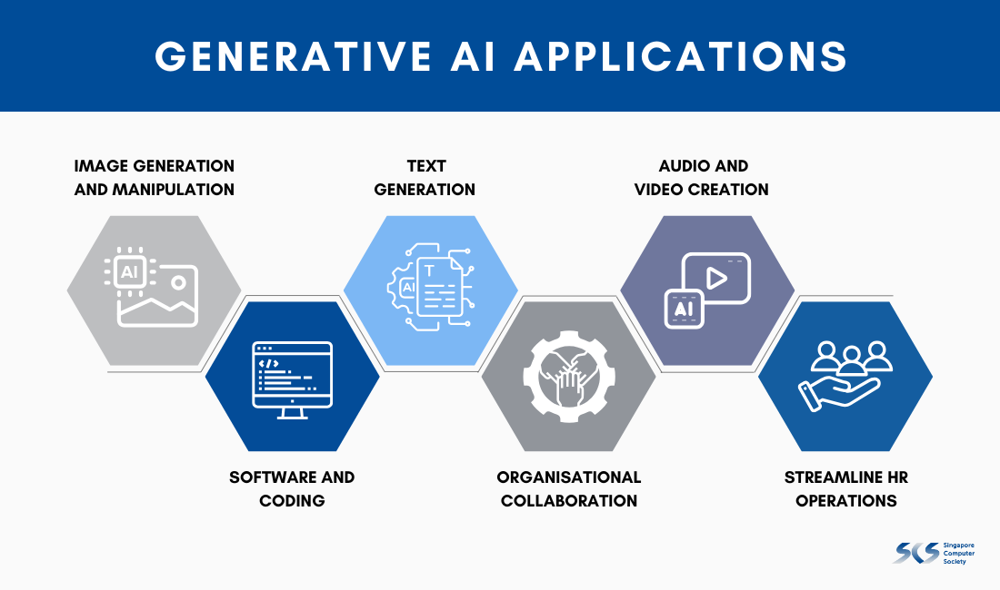 GENERATIVE AI APPLICATIONS
IMAGE GENERATION
AND MANIPULATION
TEXT
GENERATION
AUDIO AND
VIDEO CREATION
AI
T
AI
AI
</>
SOFTWARE AND
CODING
ORGANISATIONAL
COLLABORATION
STREAMLINE HR
OPERATIONS
SCS
Singapore
Computer
Society